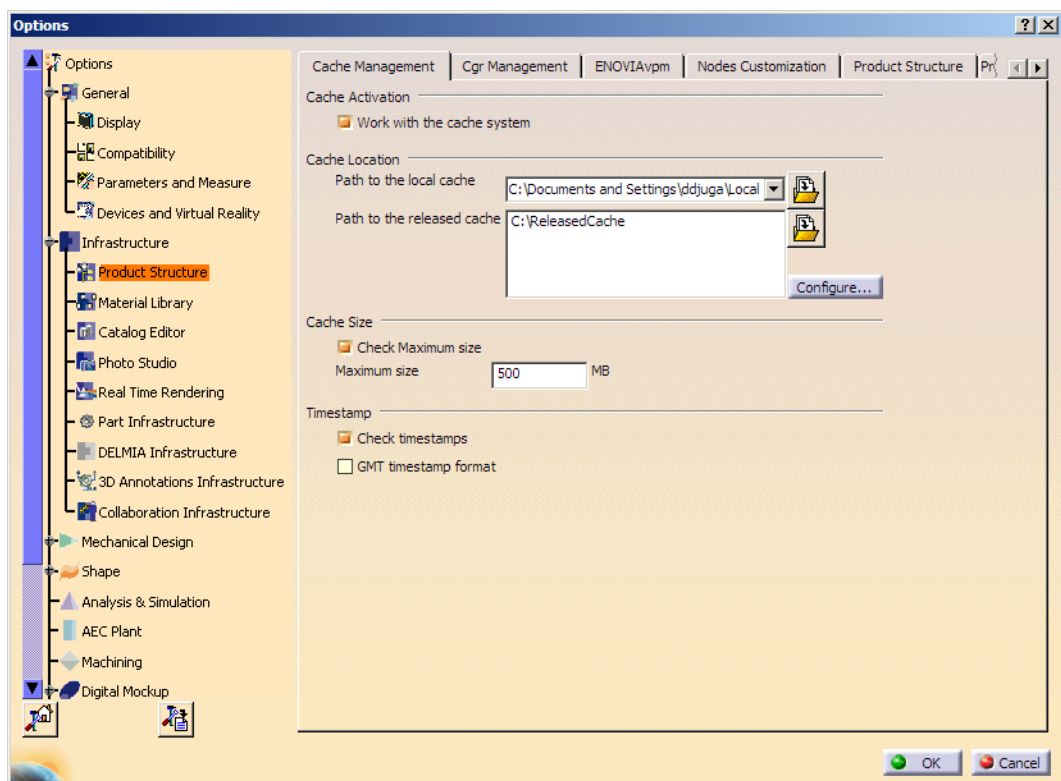 Options
Options
General
Display
Compatibility
Parameters and Measure
Devices and Virtual Reality
Infrastructure
Product Structure
Material Library
Catalog Editor
Photo Studio
Real Time Rendering
Part Infrastructure
DELMIA Infrastructure
3D Annotations Infrastructure
Collaboration Infrastructure
Mechanical Design
Shape
Analysis & Simulation
AEC Plant
Machining
Digital Mockup
Cache Management Cgr Management ENOVIAvpm Nodes Customization Product Structure
Cache Activation
Work with the cache system
Cache Location
Path to the local cache C:\Documents and Settings\ddjuga\Local
Path to the released cache C:\ReleasedCache
Configure...
Cache Size
Check Maximum size
Maximum size 500 MB
Timestamp
Check timestamps
GMT timestamp format
OK Cancel